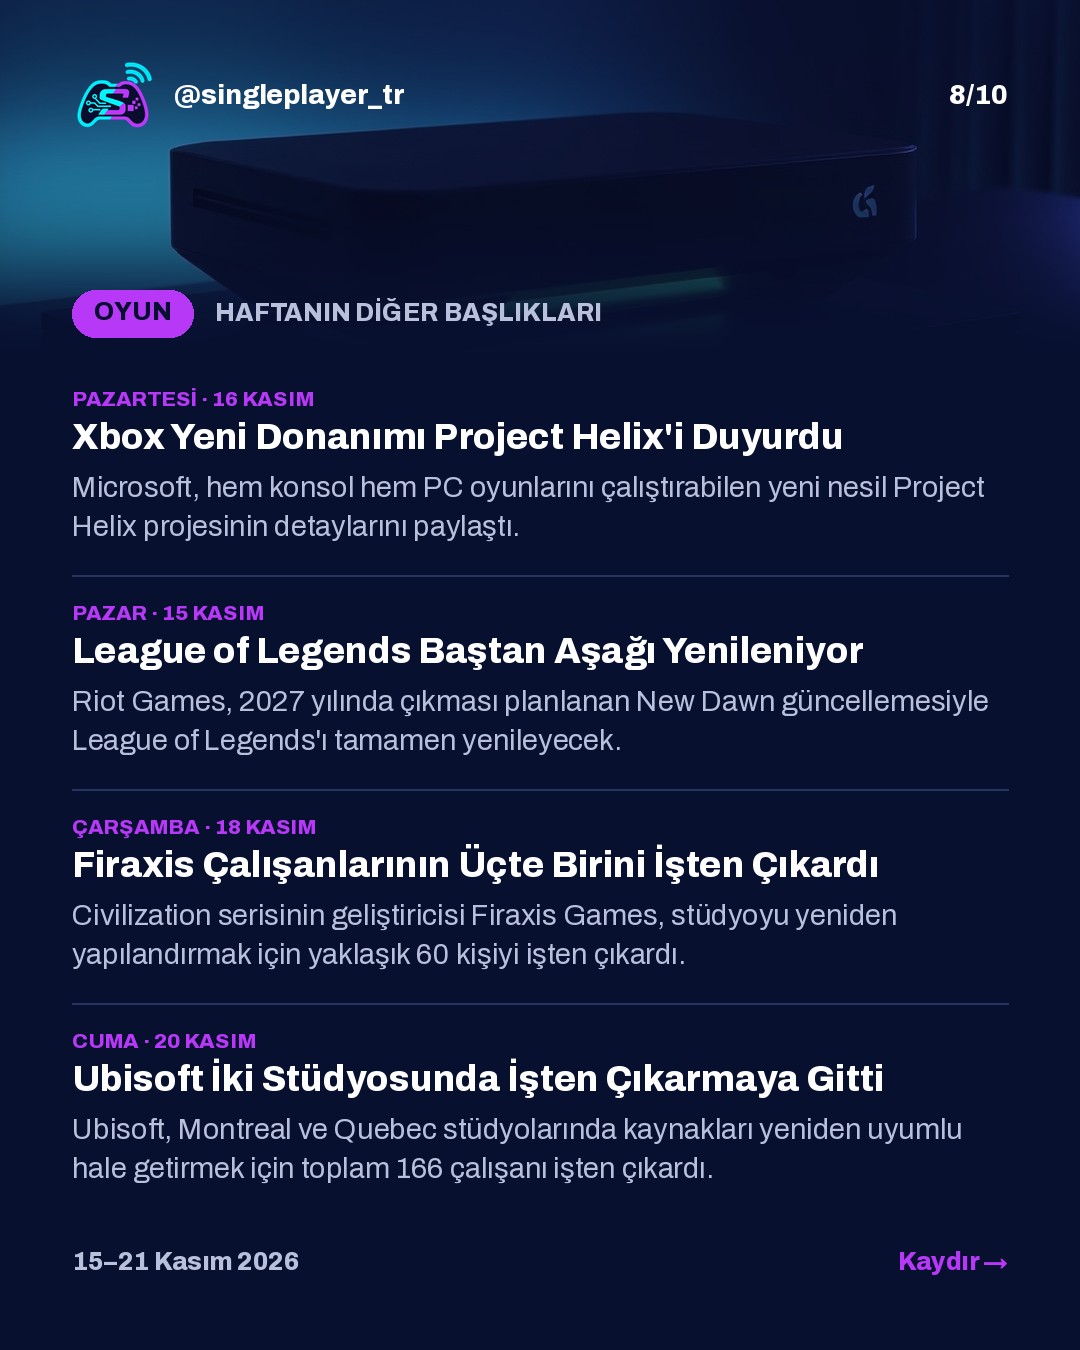 @singleplayer_tr
8/10
OYUN HAFTANIN DİĞER BAŞLIKLARI
PAZARTESİ · 16 KASIM
Xbox Yeni Donanımı Project Helix'i Duyurdu
Microsoft, hem konsol hem PC oyunlarını çalıştırabilen yeni nesil Project
Helix projesinin detaylarını paylaştı.
PAZAR · 15 KASIM
League of Legends Baştan Aşağı Yenileniyor
Riot Games, 2027 yılında çıkması planlanan New Dawn güncellemesiyle
League of Legends'ı tamamen yenileyecek.
ÇARŞAMBA · 18 KASIM
Firaxis Çalışanlarının Üçte Birini İşten Çıkardı
Civilization serisinin geliştiricisi Firaxis Games, stüdyoyu yeniden
yapılandırmak için yaklaşık 60 kişiyi işten çıkardı.
CUMA · 20 KASIM
Ubisoft İki Stüdyosunda İşten Çıkarmaya Gitti
Ubisoft, Montreal ve Quebec stüdyolarında kaynakları yeniden uyumlu
hale getirmek için toplam 166 çalışanı işten çıkardı.
15–21 Kasım 2026
Kaydır→